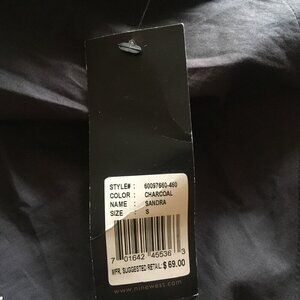 STYLE# : 60097660-460
COLOR : CHARCOAL
NAME : SANDRA
SIZE : S
7 01642 45536 3
MFR. SUGGESTED RETAIL: $ 69.00
www.ninewest.com